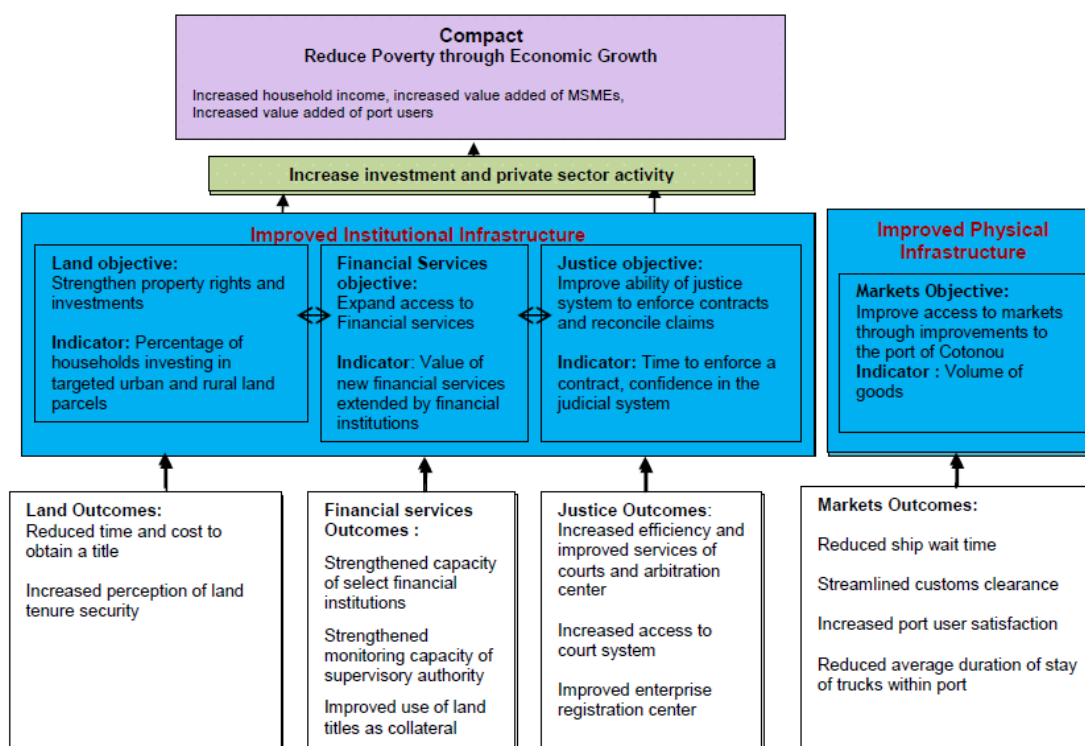 Compact
Reduce Poverty through Economic Growth
Increased household income, increased value added of MSMEs,
Increased value added of port users
Increase investment and private sector activity
Improved Institutional Infrastructure
Land objective:
Strengthen property rights and
investments
Indicator: Percentage of
households investing in
targeted urban and rural land
parcels
Financial Services
objective:
Expand access to
Financial services
Indicator: Value of
new financial services
extended by financial
institutions
Justice objective:
Improve ability of justice
system to enforce contracts
and reconcile claims
Indicator: Time to enforce a
contract, confidence in the
judicial system
Improved Physical
Infrastructure
Markets Objective:
Improve access to markets
through improvements to
the port of Cotonou
Indicator : Volume of
goods
Land Outcomes:
Reduced time and cost to
obtain a title
Increased perception of land
tenure security
Financial services
Outcomes :
Strengthened capacity
of select financial
institutions
Strengthened
monitoring capacity of
supervisory authority
Improved use of land
titles as collateral
Justice Outcomes:
Increased efficiency and
improved services of
courts and arbitration
center
Increased access to
court system
Improved enterprise
registration center
Markets Outcomes:
Reduced ship wait time
Streamlined customs clearance
Increased port user satisfaction
Reduced average duration of stay
of trucks within port